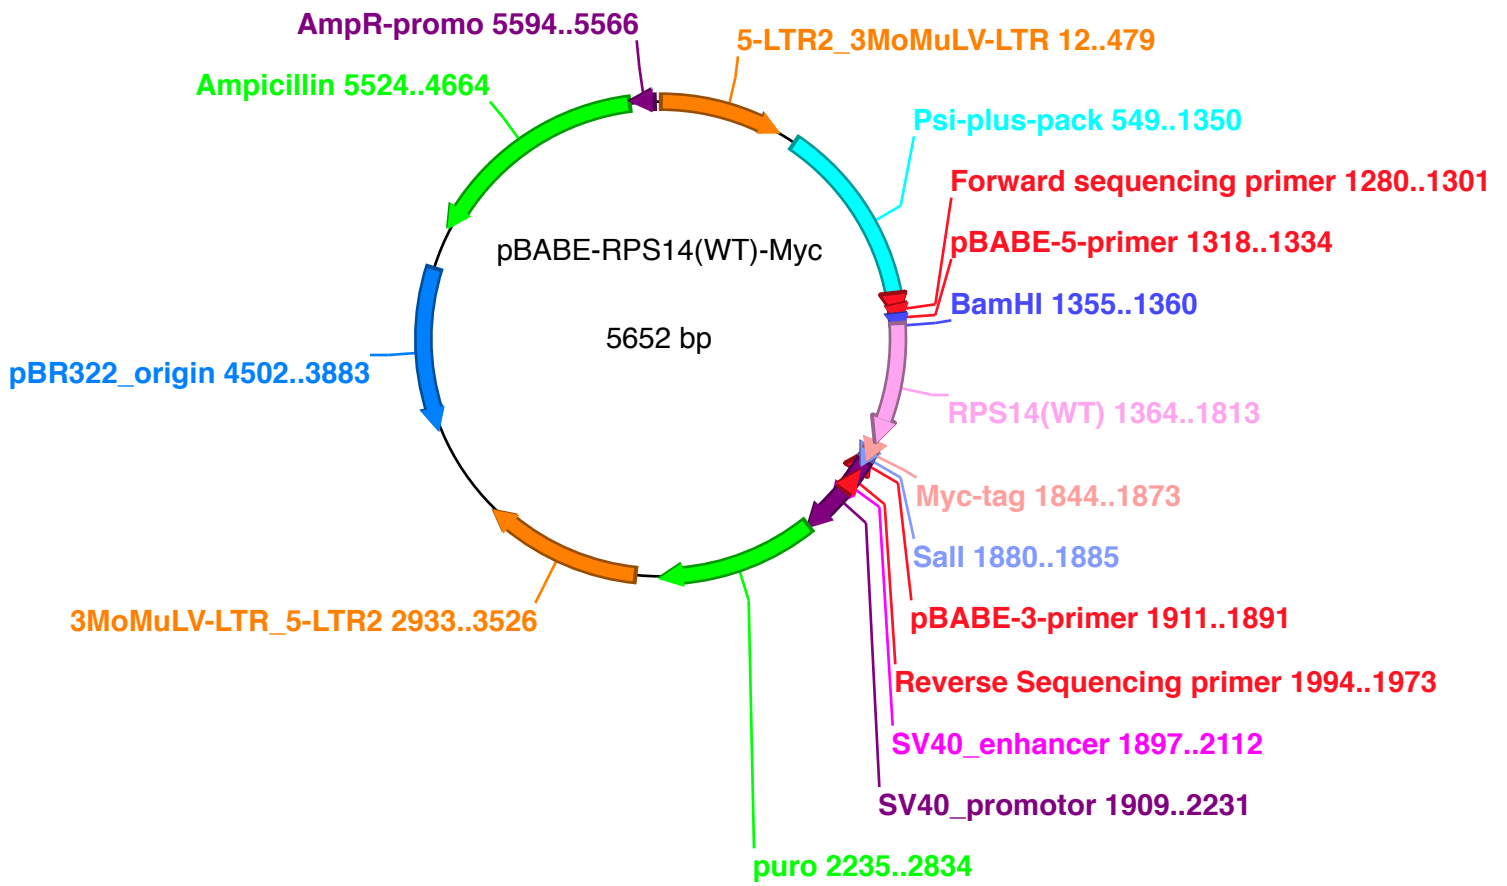 AmpR-promo 5594..5566
5-LTR2_3MoMuLV-LTR 12..479
Ampicillin 5524..4664
Psi-plus-pack 549..1350
Forward sequencing primer 1280..1301
pBABE-5-primer 1318..1334
pBABE-RPS14(WT)-Myc
BamHI 1355..1360
5652 bp
pBR322_origin 4502..3883
RPS14(WT) 1364..1813
Myc-tag 1844..1873
SalI 1880..1885
3MoMuLV-LTR_5-LTR2 2933..3526
pBABE-3-primer 1911..1891
Reverse Sequencing primer 1994..1973
SV40_enhancer 1897..2112
SV40_promotor 1909..2231
puro 2235..2834